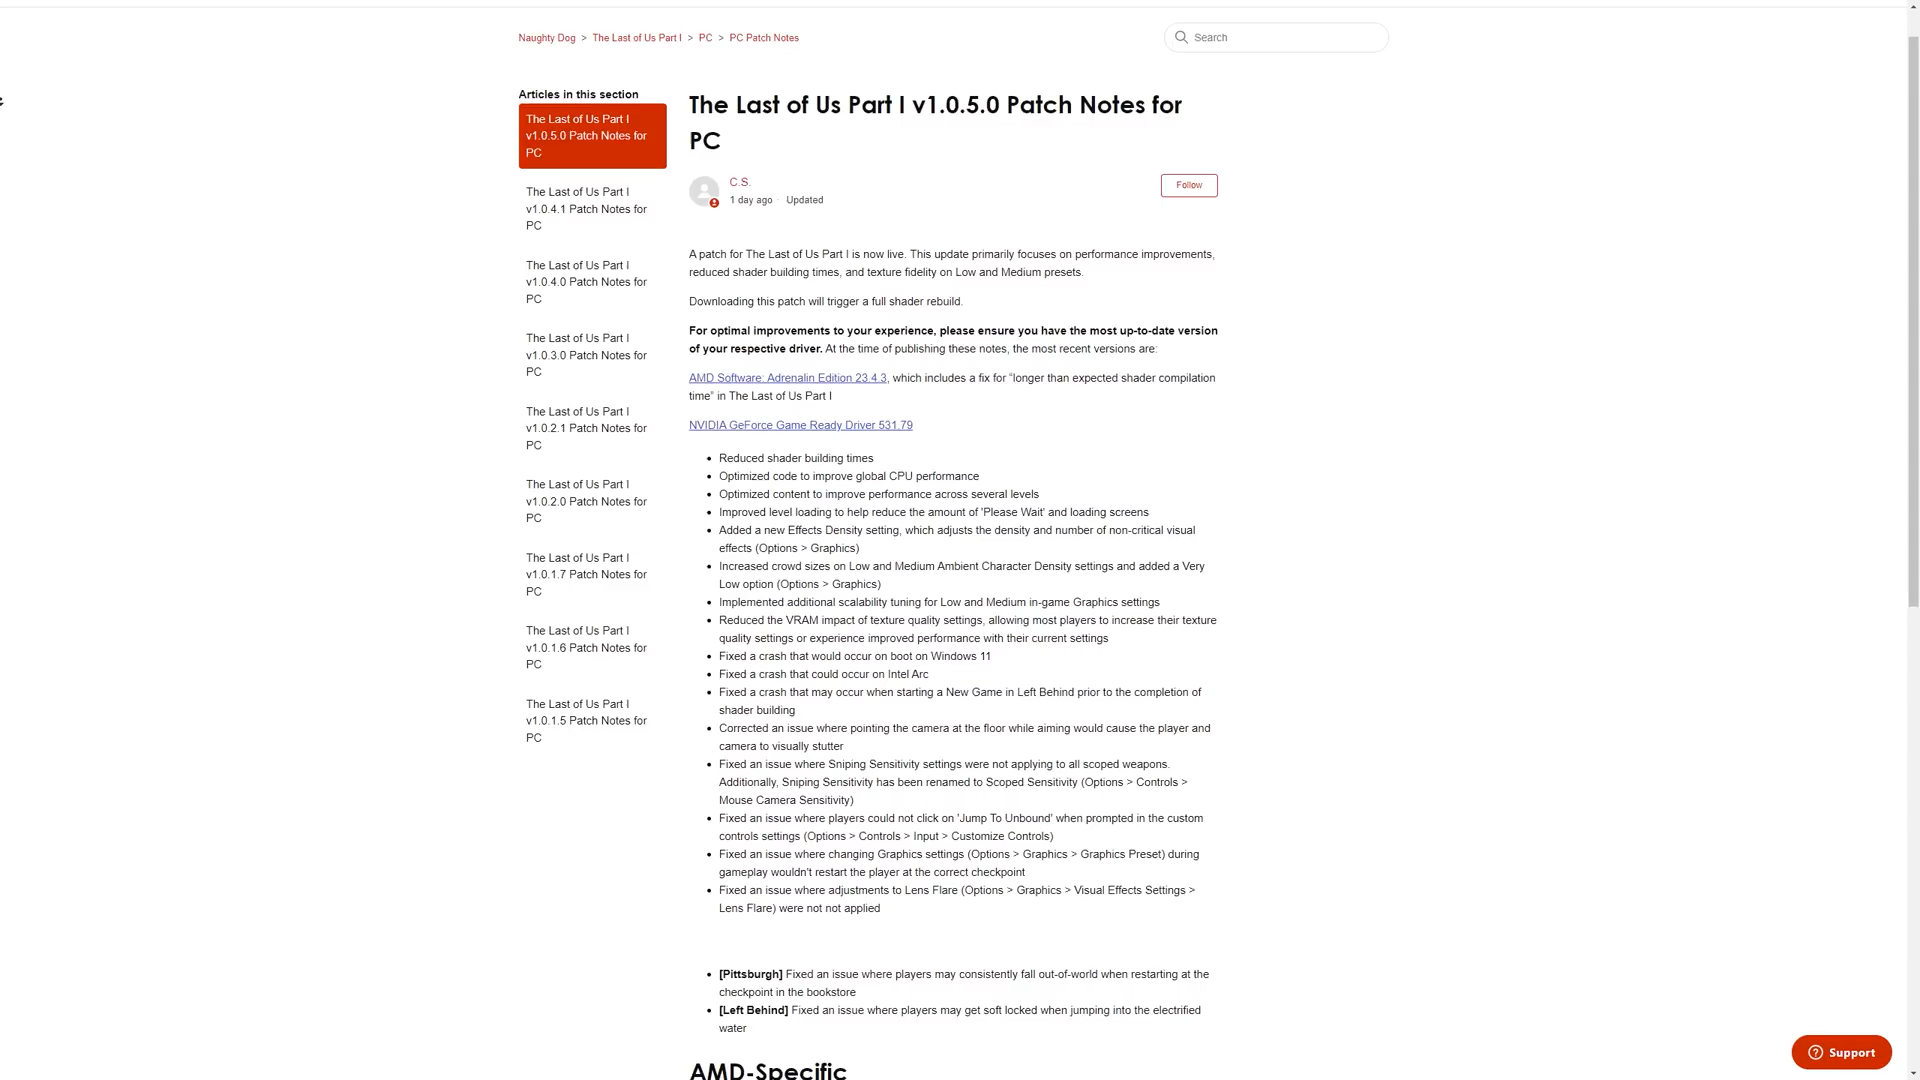 Naughty Dog > The Last of Us Part I > PC > PC Patch Notes
Search
Articles in this section
The Last of Us Part I
v1.0.5.0 Patch Notes for
PC
The Last of Us Part I
v1.0.4.1 Patch Notes for
PC
The Last of Us Part I
v1.0.4.0 Patch Notes for
PC
The Last of Us Part I
v1.0.3.0 Patch Notes for
PC
The Last of Us Part I
v1.0.2.1 Patch Notes for
PC
The Last of Us Part I
v1.0.2.0 Patch Notes for
PC
The Last of Us Part I
v1.0.1.7 Patch Notes for
PC
The Last of Us Part I
v1.0.1.6 Patch Notes for
PC
The Last of Us Part I
v1.0.1.5 Patch Notes for
PC
The Last of Us Part I v1.0.5.0 Patch Notes for
PC
C.S.
1 day ago · Updated
Follow
A patch for The Last of Us Part I is now live. This update primarily focuses on performance improvements,
reduced shader building times, and texture fidelity on Low and Medium presets.
Downloading this patch will trigger a full shader rebuild.
For optimal improvements to your experience, please ensure you have the most up-to-date version
of your respective driver. At the time of publishing these notes, the most recent versions are:
AMD Software: Adrenalin Edition 23.4.3, which includes a fix for “longer than expected shader compilation
time” in The Last of Us Part I
NVIDIA GeForce Game Ready Driver 531.79
• Reduced shader building times
• Optimized code to improve global CPU performance
• Optimized content to improve performance across several levels
• Improved level loading to help reduce the amount of 'Please Wait' and loading screens
• Added a new Effects Density setting, which adjusts the density and number of non-critical visual
effects (Options > Graphics)
• Increased crowd sizes on Low and Medium Ambient Character Density settings and added a Very
Low option (Options > Graphics)
• Implemented additional scalability tuning for Low and Medium in-game Graphics settings
• Reduced the VRAM impact of texture quality settings, allowing most players to increase their texture
quality settings or experience improved performance with their current settings
• Fixed a crash that would occur on boot on Windows 11
• Fixed a crash that could occur on Intel Arc
• Fixed a crash that may occur when starting a New Game in Left Behind prior to the completion of
shader building
• Corrected an issue where pointing the camera at the floor while aiming would cause the player and
camera to visually stutter
• Fixed an issue where Sniping Sensitivity settings were not applying to all scoped weapons.
Additionally, Sniping Sensitivity has been renamed to Scoped Sensitivity (Options > Controls >
Mouse Camera Sensitivity)
• Fixed an issue where players could not click on 'Jump To Unbound' when prompted in the custom
controls settings (Options > Controls > Input > Customize Controls)
• Fixed an issue where changing Graphics settings (Options > Graphics > Graphics Preset) during
gameplay wouldn't restart the player at the correct checkpoint
• Fixed an issue where adjustments to Lens Flare (Options > Graphics > Visual Effects Settings >
Lens Flare) were not not applied
• [Pittsburgh] Fixed an issue where players may consistently fall out-of-world when restarting at the
checkpoint in the bookstore
• [Left Behind] Fixed an issue where players may get soft locked when jumping into the electrified
water
AMD-Specific
Support